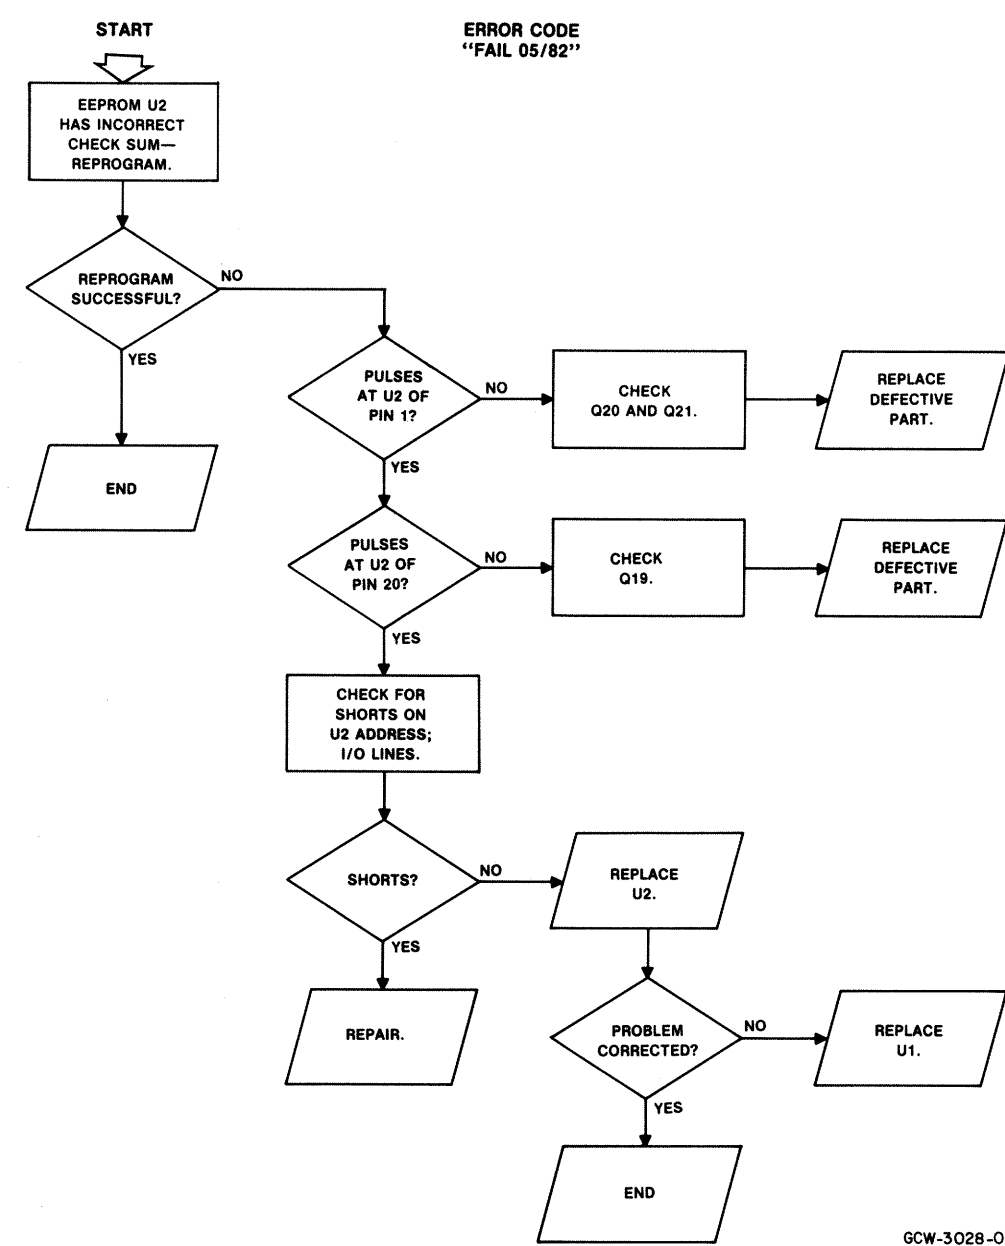 START
ERROR CODE
“FAIL 05/82”
EEPROM U2
HAS INCORRECT
CHECK SUM—
REPROGRAM.
REPROGRAM
SUCCESSFUL?
NO
YES
END
PULSES
AT U2 OF
PIN 1?
NO
CHECK
Q20 AND Q21.
REPLACE
DEFECTIVE
PART.
YES
PULSES
AT U2 OF
PIN 20?
NO
CHECK
Q19.
REPLACE
DEFECTIVE
PART.
YES
CHECK FOR
SHORTS ON
U2 ADDRESS;
I/O LINES.
SHORTS?
NO
REPLACE
U2.
YES
REPAIR.
PROBLEM
CORRECTED?
NO
REPLACE
U1.
YES
END
GCW-3028-O